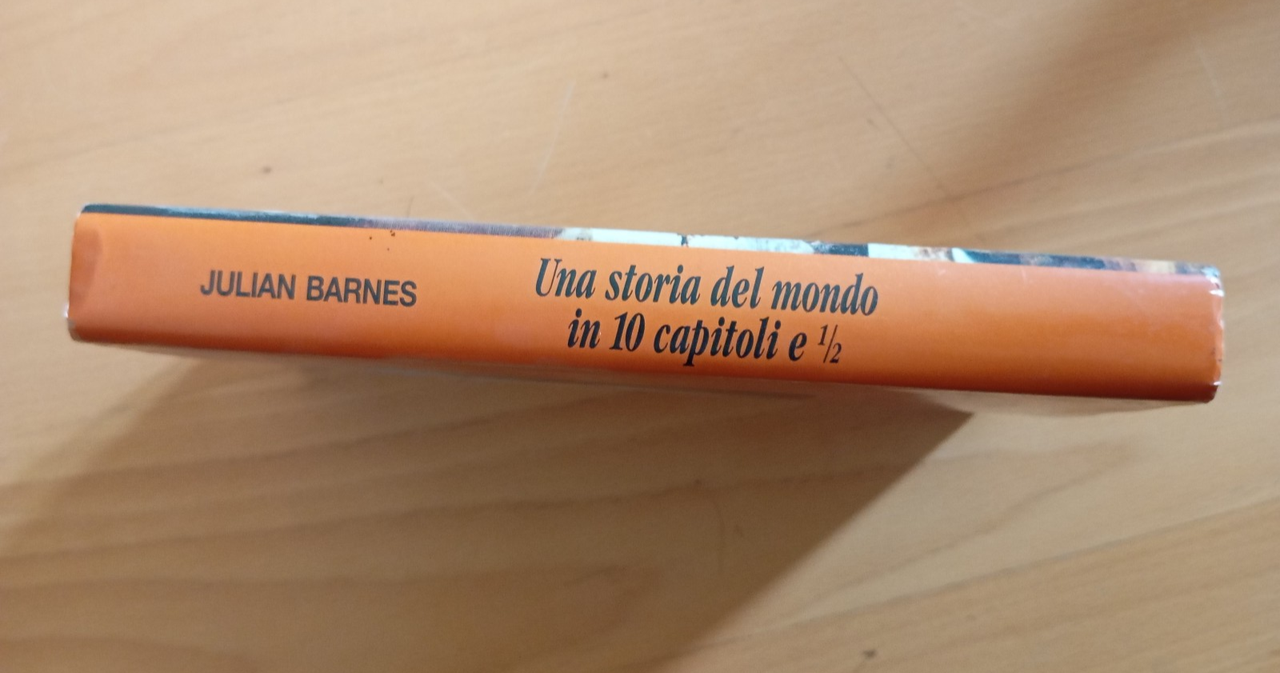 JULIAN BARNES
Una storia del mondo
in 10 capitoli e ½